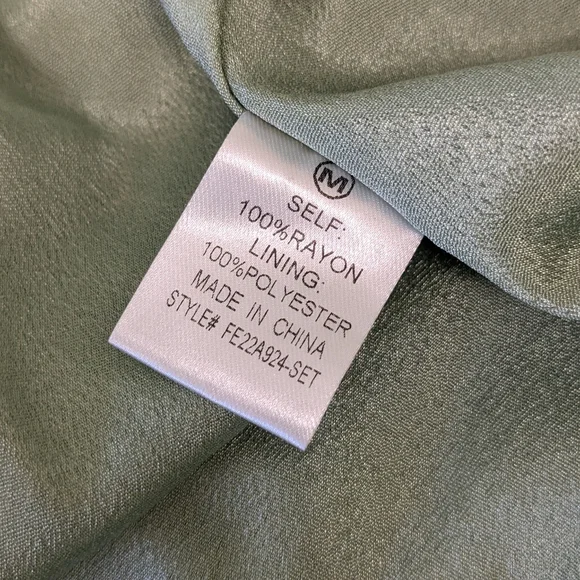 M
SELF:
100%RAYON
LINING:
100%POLYESTER
MADE IN CHINA
STYLE# FE22A924-SET